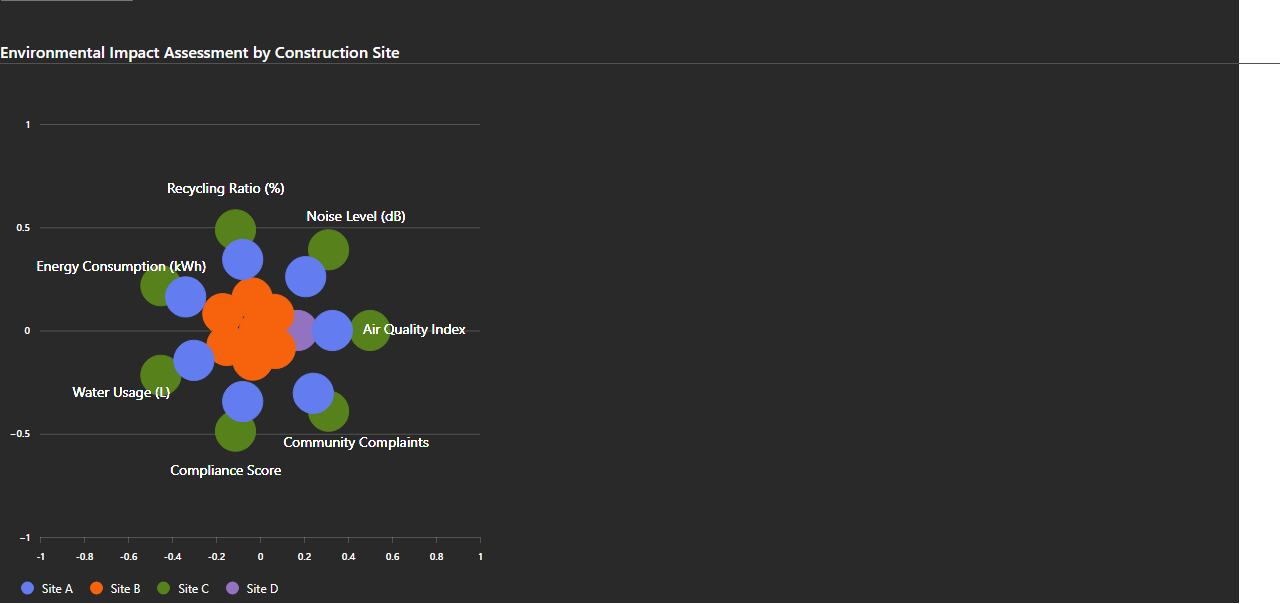 Environmental Impact Assessment by Construction Site
1
Recycling Ratio (%)
Noise Level (dB)
0.5
Energy Consumption (kWh)
0
Air Quality Index
Water Usage (L)
−0.5
Community Complaints
Compliance Score
−1
-1 -0.8 -0.6 -0.4 -0.2 0 0.2 0.4 0.6 0.8 1
Site A Site B Site C Site D